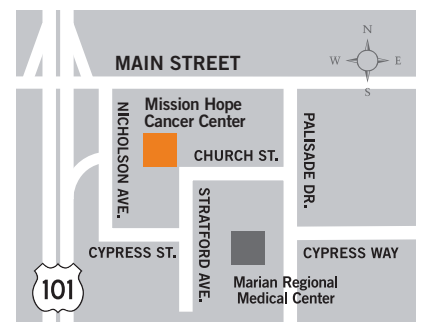 N
MAIN STREET
W E
S
Mission Hope
Cancer Center
NICHOLSON AVE.
PALISADE DR.
CHURCH ST.
STRATFORD AVE.
CYPRESS ST.
CYPRESS WAY
101
Marian Regional
Medical Center